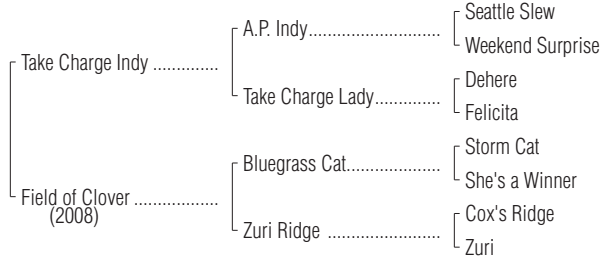 Seattle Slew
A.P. Indy..............................
Weekend Surprise
Take Charge Indy ...............
Dehere
Take Charge Lady...............
Felicita
Storm Cat
Bluegrass Cat.....................
She's a Winner
Field of Clover ...................
(2008)
Cox's Ridge
Zuri Ridge .........................
Zuri